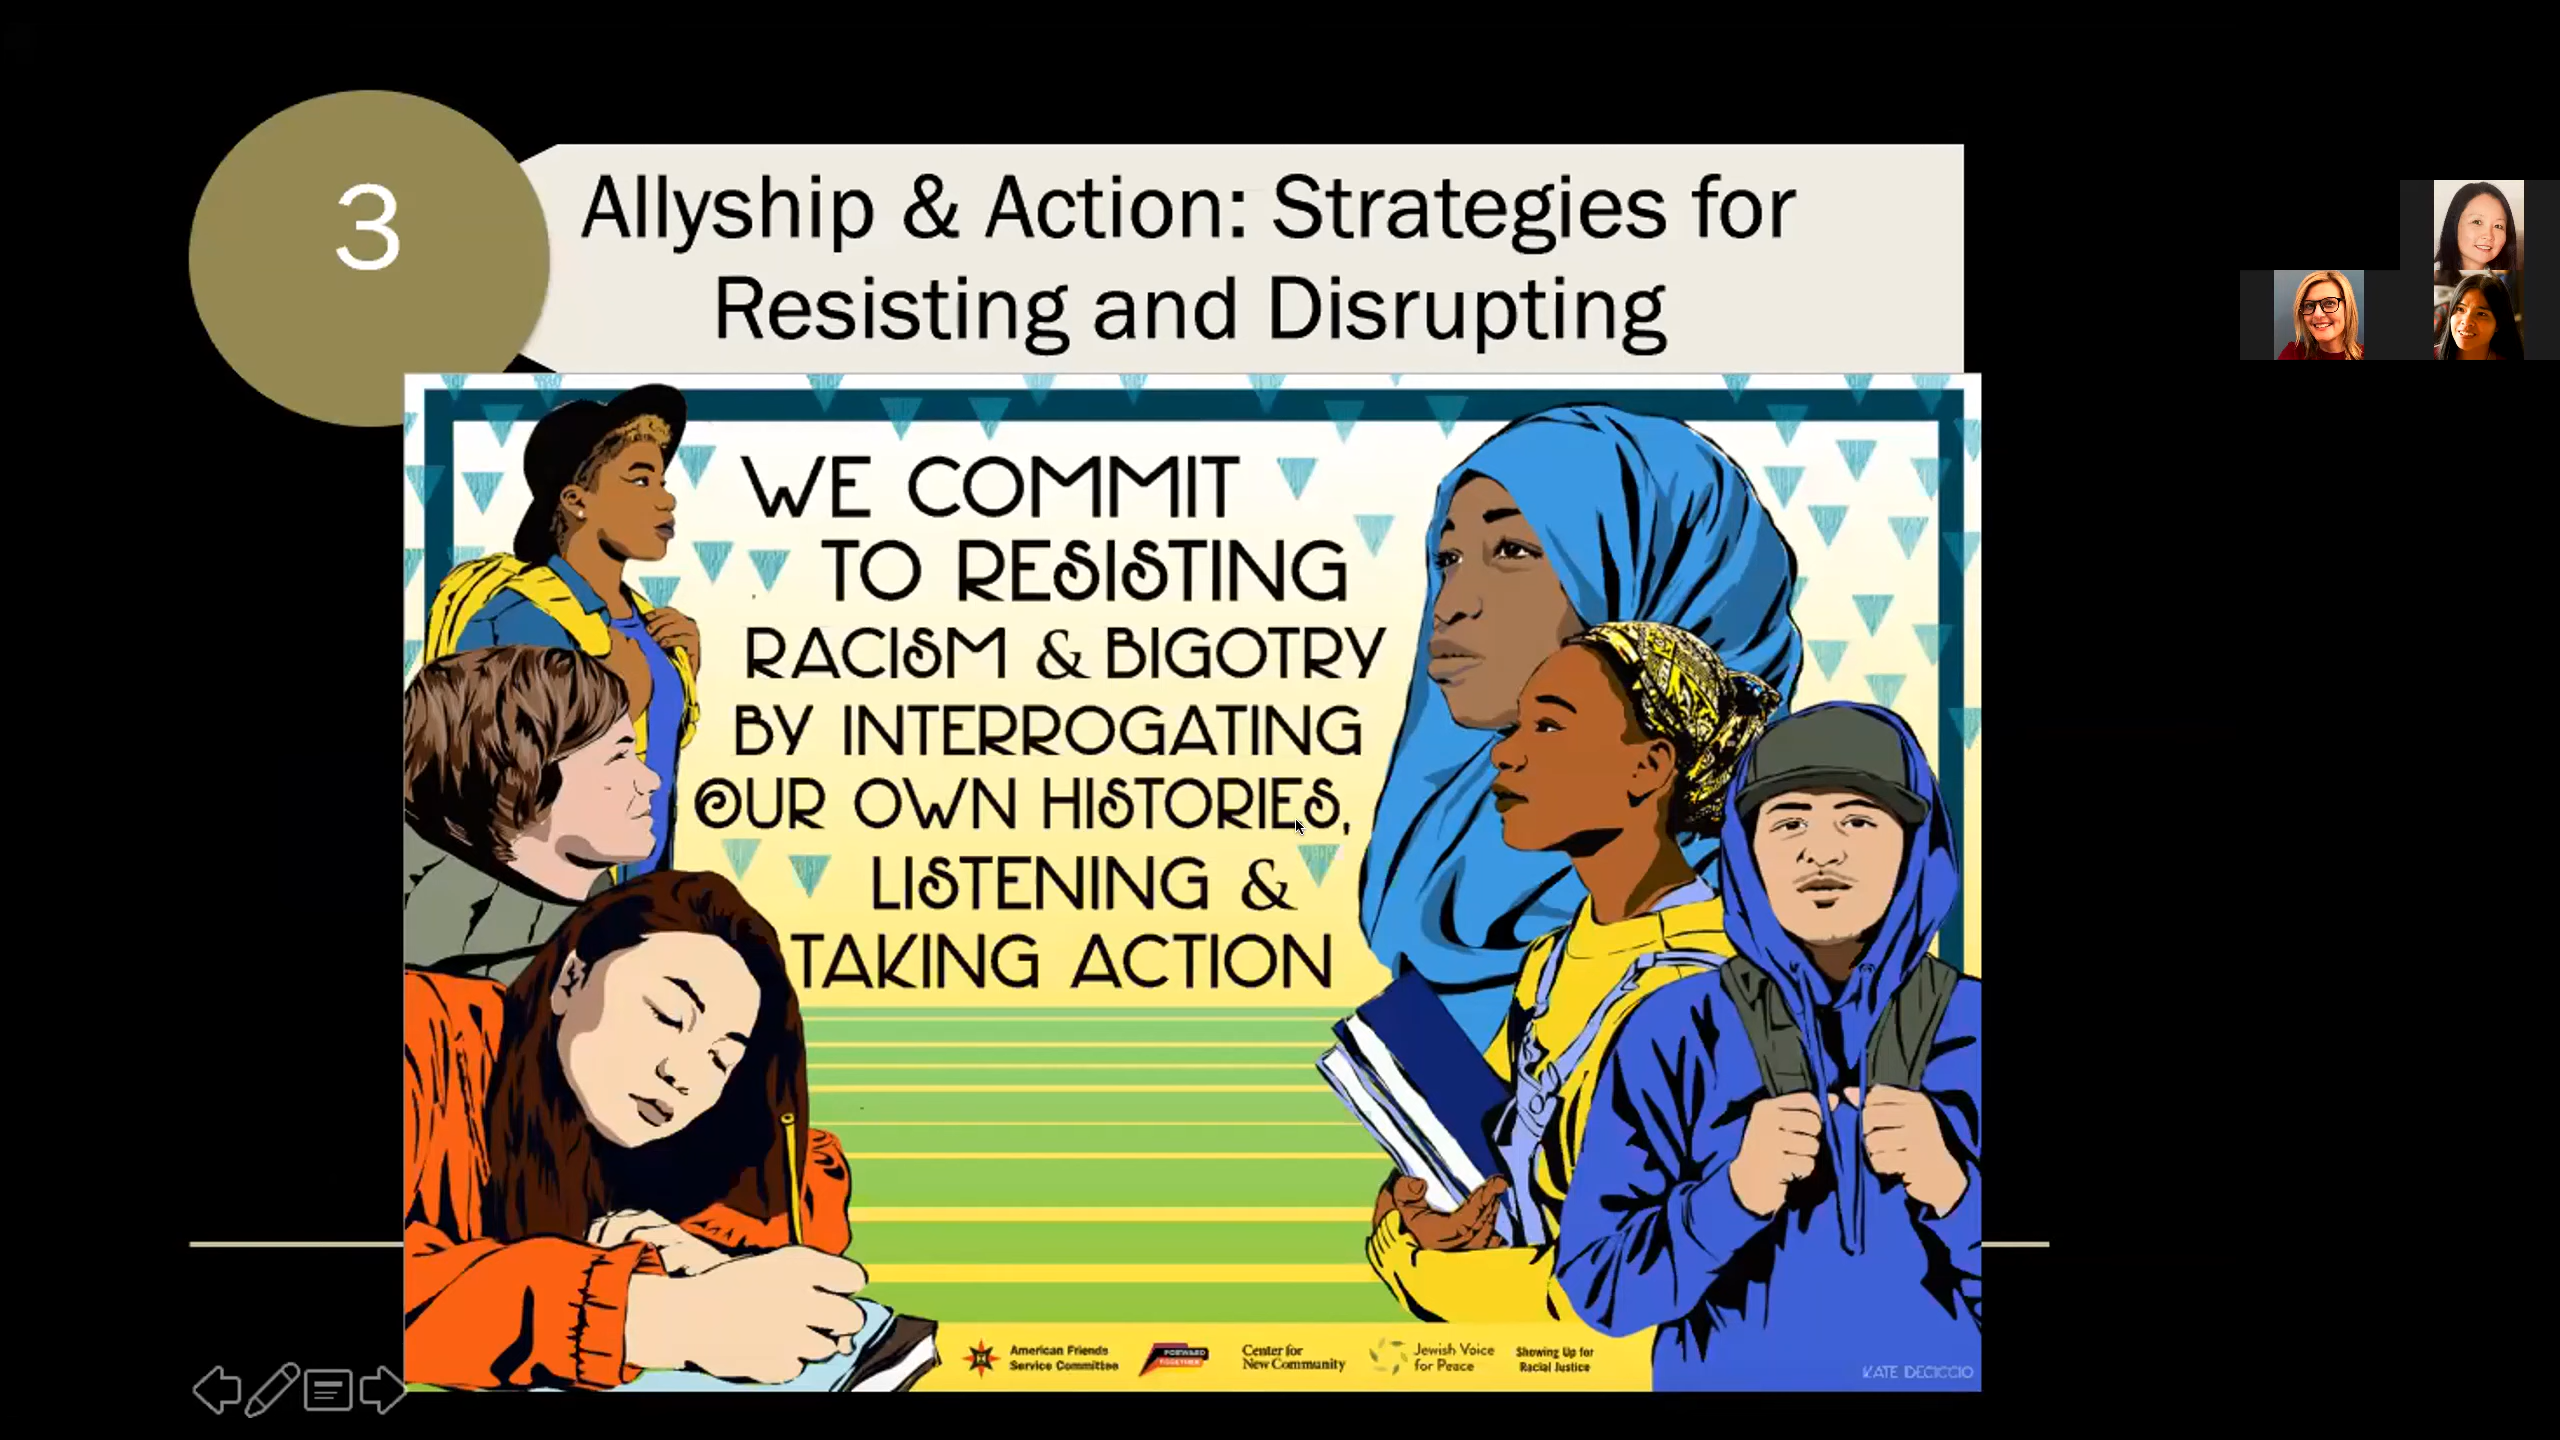 3
Allyship & Action: Strategies for
Resisting and Disrupting
WE COMMIT
TO RESISTING
RACISM & BIGOTRY
BY INTERROGATING
OUR OWN HISTORIES,
LISTENING &
TAKING ACTION
American Friends
Service Committee
FORWARD
TOGETHER
Center for
New Community
Jewish Voice
for Peace
Showing Up for
Racial Justice
KATE DECICCIO